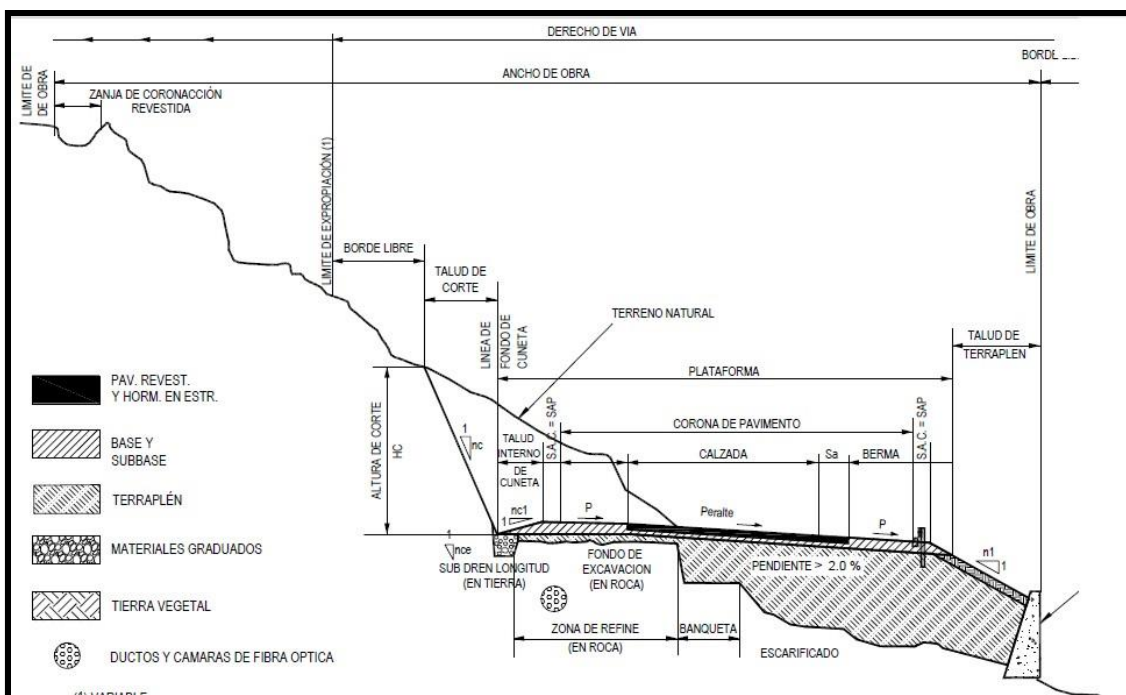 DERECHO DE VIA
BORDE
ANCHO DE OBRA
LIMITE DE
DE OBRA
ZANJA DE CORONACCIÓN
REVESTIDA
LIMITE DE EXPROPIACIÓN (1)
LIMITE DE OBRA
BORDE LIBRE
TALUD DE
CORTE
LINEA DE
FONDO DE
CUNETA
TERRENO NATURAL
TALUD DE
TERRAPLEN
PLATAFORMA
PAV. REVEST.
Y HORM. EN ESTR.
ALTURA DE CORTE
HC
1
nc
TALUD
INTERNO
DE
CUNETA
S.A.C. = SAP
CORONA DE PAVIMENTO
S.A.C = SAP
CALZADA
Sa
BERMA
BASE Y
SUBBASE
TERRAPLÉN
nc1
1
P
Peralte
P
1
nce
SUB DREN LONGITUD
(EN TIERRA)
FONDO DE
EXCAVACION
(EN ROCA)
PENDIENTE > 2.0 %
n1
1
MATERIALES GRADUADOS
TIERRA VEGETAL
ZONA DE REFINE
(EN ROCA)
BANQUETA
ESCARIFICADO
DUCTOS Y CAMARAS DE FIBRA OPTICA
(1) VARIABLE